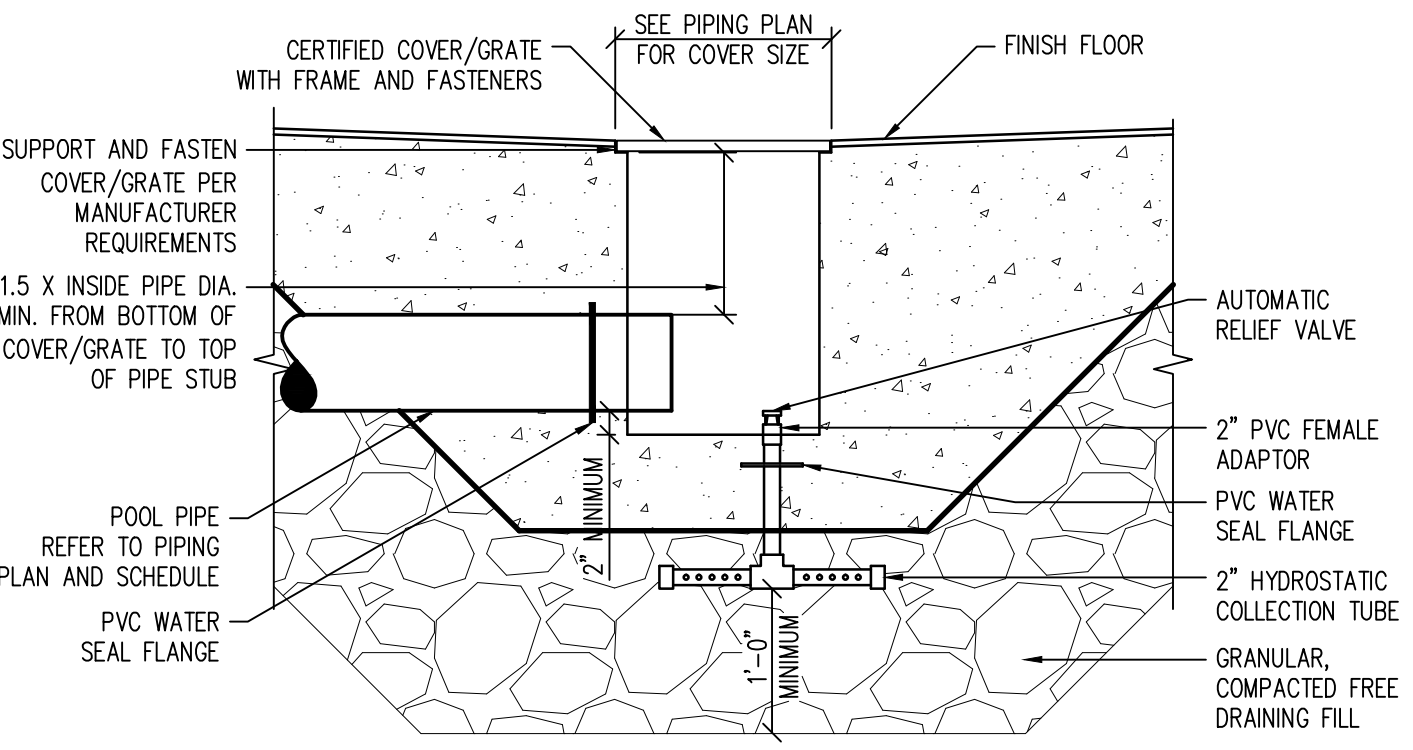 SEE PIPING PLAN
FOR COVER SIZE
CERTIFIED COVER/GRATE
WITH FRAME AND FASTENERS
FINISH FLOOR
SUPPORT AND FASTEN
COVER/GRATE PER
MANUFACTURER
REQUIREMENTS
1.5 X INSIDE PIPE DIA.
MIN. FROM BOTTOM OF
COVER/GRATE TO TOP
OF PIPE STUB
POOL PIPE
REFER TO PIPING
PLAN AND SCHEDULE
PVC WATER
SEAL FLANGE
2" MINIMUM
1'-0"
MINIMUM
AUTOMATIC
RELIEF VALVE
2" PVC FEMALE
ADAPTOR
PVC WATER
SEAL FLANGE
2" HYDROSTATIC
COLLECTION TUBE
GRANULAR,
COMPACTED FREE
DRAINING FILL